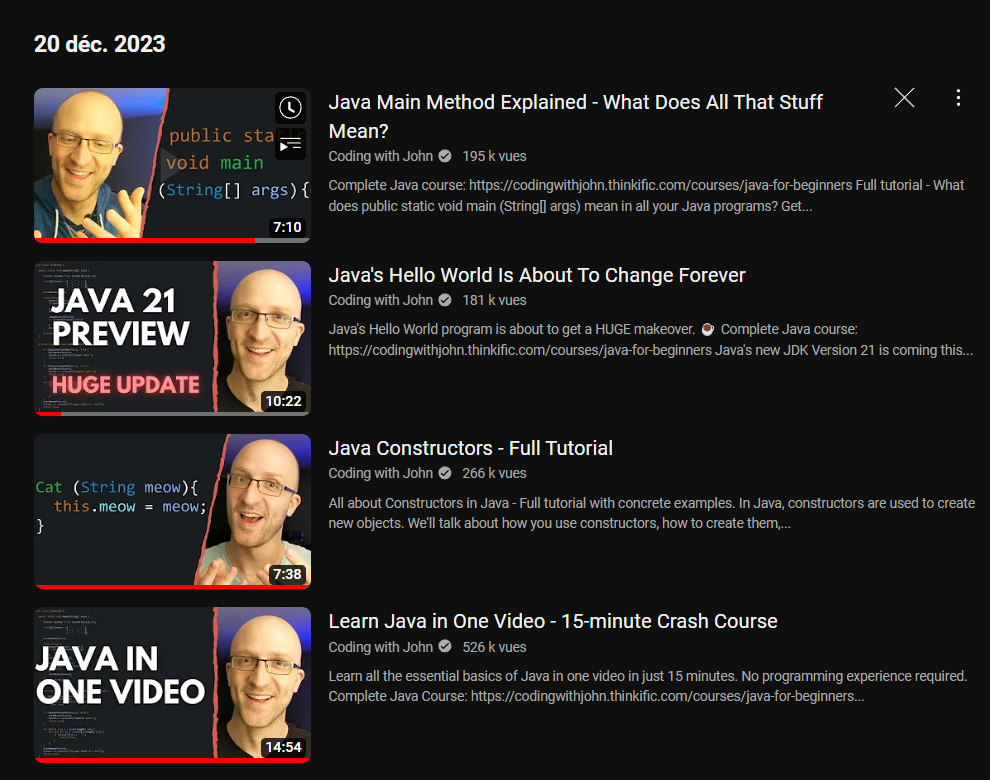 20 déc. 2023
public sta
void main
(String[] args){
7:10
Java Main Method Explained - What Does All That Stuff
Mean?
Coding with John
195 k vues
Complete Java course: https://codingwithjohn.thinkific.com/courses/java-for-beginners Full tutorial - What
does public static void main (String[] args) mean in all your Java programs? Get...
JAVA 21
PREVIEW
HUGE UPDATE
10:22
Java's Hello World Is About To Change Forever
Coding with John
181 k vues
Java's Hello World program is about to get a HUGE makeover. ☕ Complete Java course:
https://codingwithjohn.thinkific.com/courses/java-for-beginners Java's new JDK Version 21 is coming this...
Cat (String meow){
this.meow = meow;
}
7:38
Java Constructors - Full Tutorial
Coding with John
266 k vues
All about Constructors in Java - Full tutorial with concrete examples. In Java, constructors are used to create
new objects. We'll talk about how you use constructors, how to create them,...
JAVA IN
ONE VIDEO
14:54
Learn Java in One Video - 15-minute Crash Course
Coding with John
526 k vues
Learn all the essential basics of Java in one video in just 15 minutes. No programming experience required.
Complete Java Course: https://codingwithjohn.thinkific.com/courses/java-for-beginners...